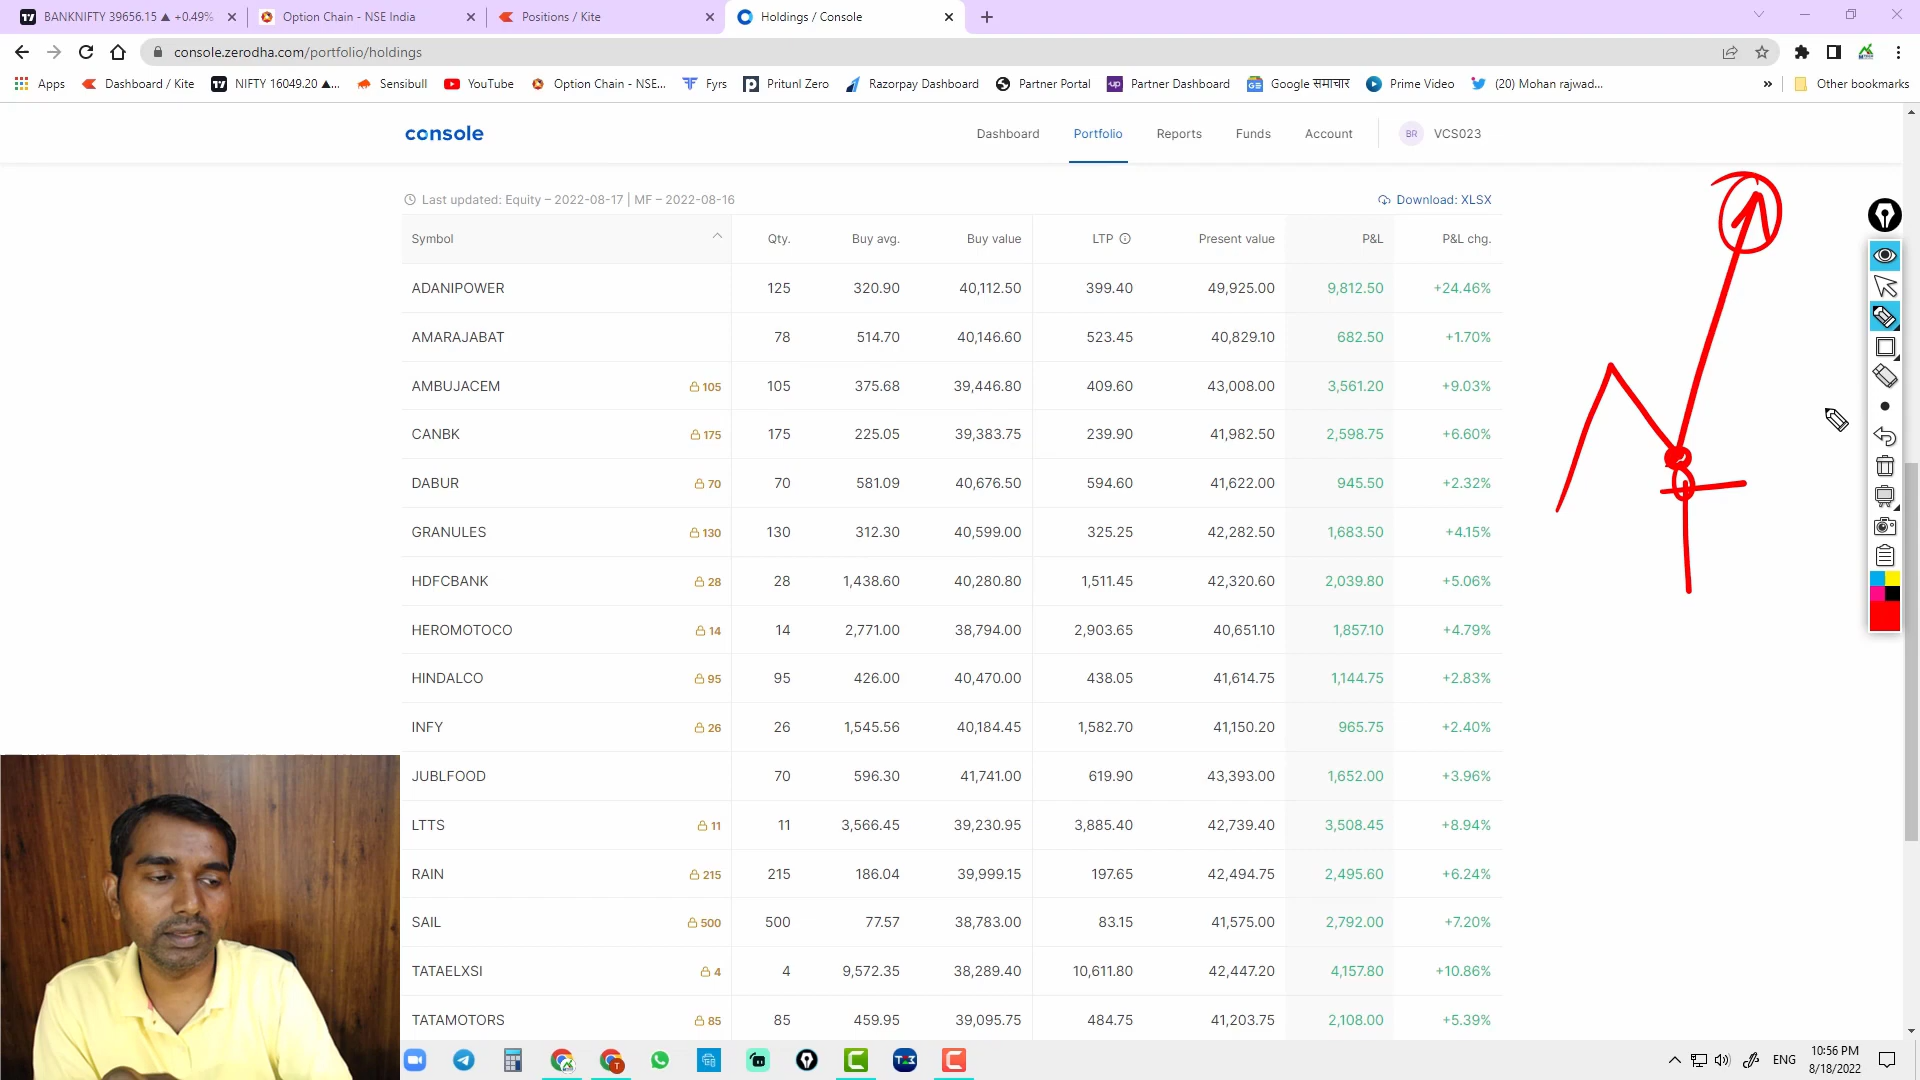 BANKNIFTY 39656.15 ▲ +0.49%
Option Chain - NSE India
Positions / Kite
Holdings / Console
console.zerodha.com/portfolio/holdings
Apps
Dashboard / Kite
NIFTY 16049.20 ▲...
Sensibull
YouTube
Option Chain - NSE...
Fyrs
Pritunl Zero
Razorpay Dashboard
Partner Portal
Partner Dashboard
Google समाचार
Prime Video
(20) Mohan rajwad...
»
Other bookmarks
console
Dashboard
Portfolio
Reports
Funds
Account
BR
VCS023
Last updated: Equity – 2022-08-17 | MF – 2022-08-16
Download: XLSX
Symbol Qty. Buy avg. Buy value LTP Present value P&L P&L chg.
ADANIPOWER 125 320.90 40,112.50 399.40 49,925.00 9,812.50 +24.46%
AMARAJABAT 78 514.70 40,146.60 523.45 40,829.10 682.50 +1.70%
AMBUJACEM 105 105 375.68 39,446.80 409.60 43,008.00 3,561.20 +9.03%
CANBK 175 175 225.05 39,383.75 239.90 41,982.50 2,598.75 +6.60%
DABUR 70 70 581.09 40,676.50 594.60 41,622.00 945.50 +2.32%
GRANULES 130 130 312.30 40,599.00 325.25 42,282.50 1,683.50 +4.15%
HDFCBANK 28 28 1,438.60 40,280.80 1,511.45 42,320.60 2,039.80 +5.06%
HEROMOTOCO 14 14 2,771.00 38,794.00 2,903.65 40,651.10 1,857.10 +4.79%
HINDALCO 95 95 426.00 40,470.00 438.05 41,614.75 1,144.75 +2.83%
INFY 26 26 1,545.56 40,184.45 1,582.70 41,150.20 965.75 +2.40%
JUBLFOOD 70 596.30 41,741.00 619.90 43,393.00 1,652.00 +3.96%
LTTS 11 11 3,566.45 39,230.95 3,885.40 42,739.40 3,508.45 +8.94%
RAIN 215 215 186.04 39,999.15 197.65 42,494.75 2,495.60 +6.24%
SAIL 500 500 77.57 38,783.00 83.15 41,575.00 2,792.00 +7.20%
TATAELXSI 4 4 9,572.35 38,289.40 10,611.80 42,447.20 4,157.80 +10.86%
TATAMOTORS 85 85 459.95 39,095.75 484.75 41,203.75 2,108.00 +5.39%
ENG
10:56 PM
8/18/2022